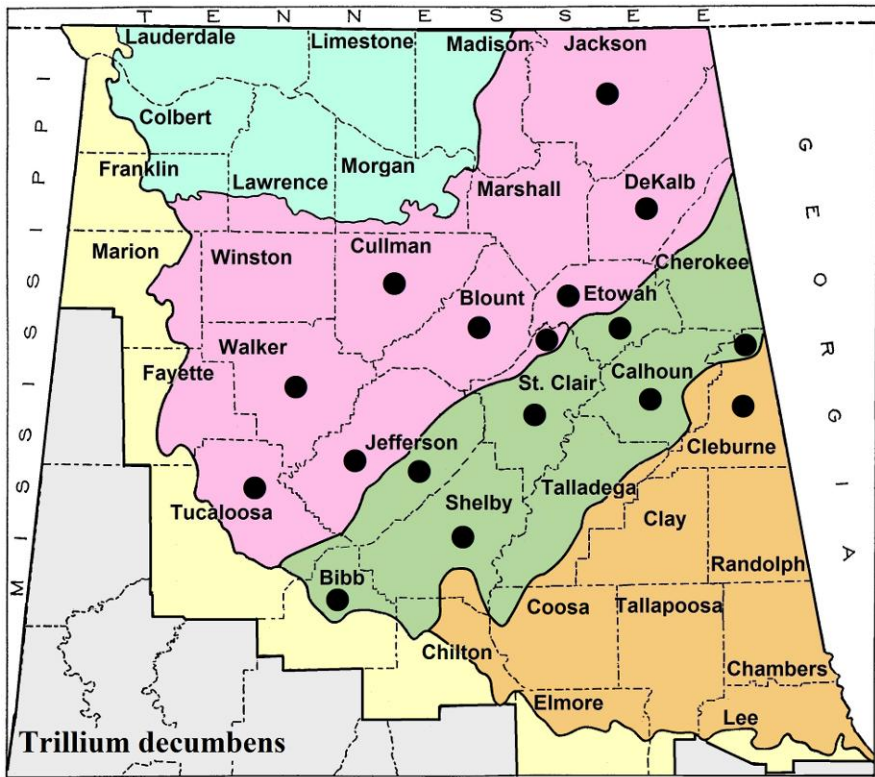 TENNESSEE
Lauderdale
Limestone
Madison
Jackson
Colbert
Franklin
Lawrence
Morgan
Marshall
DeKalb
Marion
Winston
Cullman
Cherokee
Blount
Etowah
Walker
Fayette
St. Clair
Calhoun
Jefferson
Cleburne
Tucaloosa
Shelby
Talladega
Clay
Randolph
Bibb
Coosa
Tallapoosa
Chilton
Chambers
Elmore
Lee
MISSISSIPPI
GEORGIA
Trillium decumbens